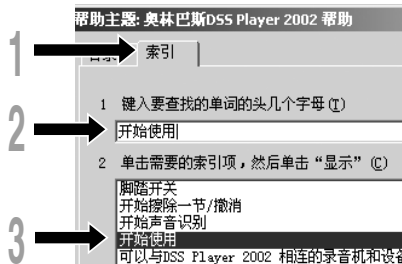 帮助主题: 奥林巴斯DSS Player 2002 帮助
1
索引
1 键入要查找的单词的头几个字母(T)
2
开始使用
2 单击需要的索引项，然后单击“显示”(C)
脚踏开关
开始擦除一节/撤消
开始声音识别
3
开始使用
可以与DSS Player 2002 相连的录音机和设备